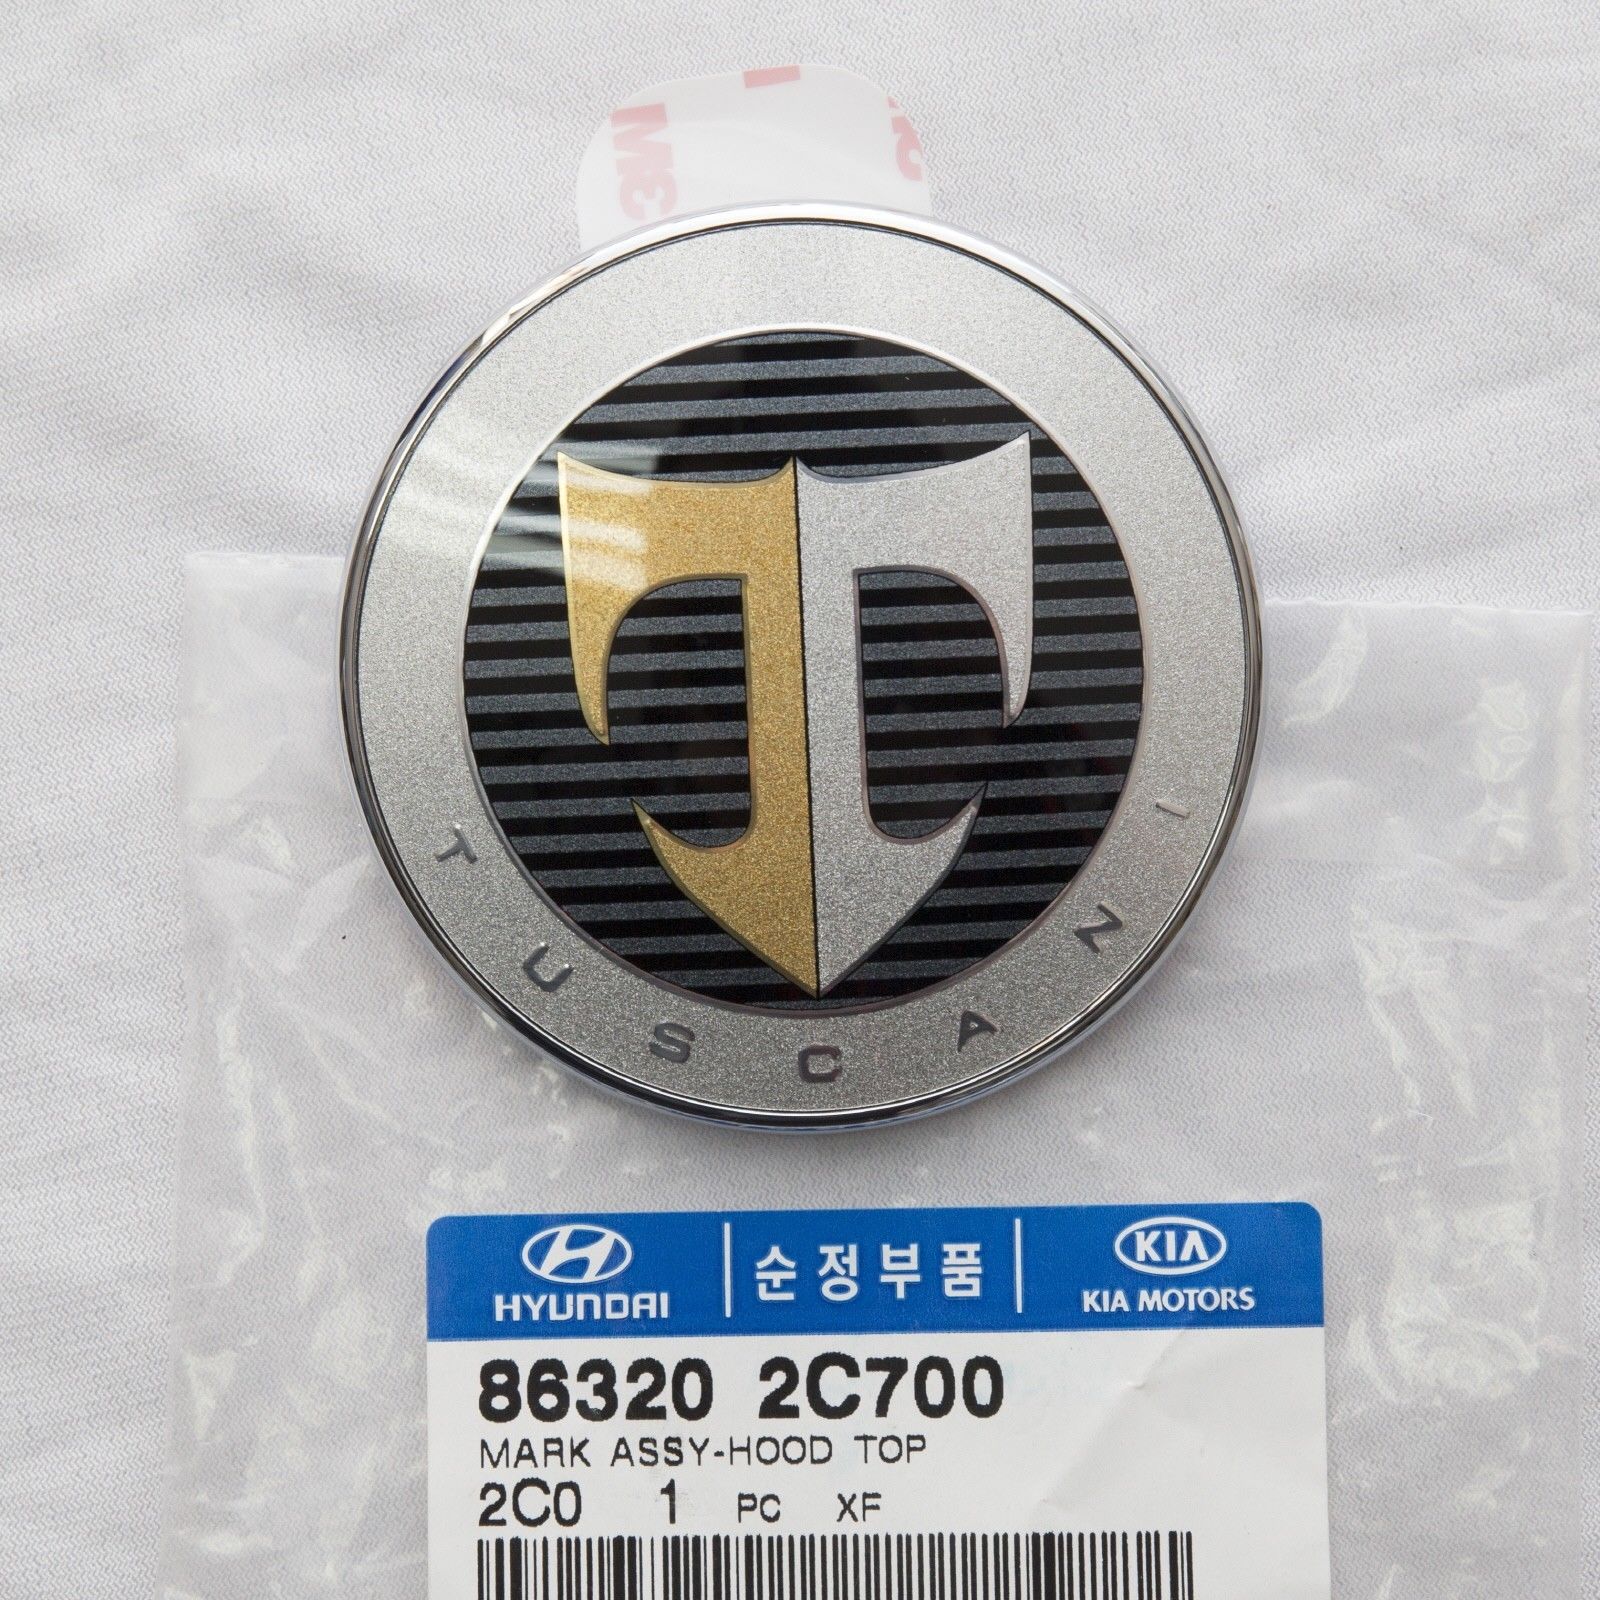 3M
TUSCANI
HYUNDAI
순정부품
KIA
KIA MOTORS
86320 2C700
MARK ASSY-HOOD TOP
2C0 1 PC XF